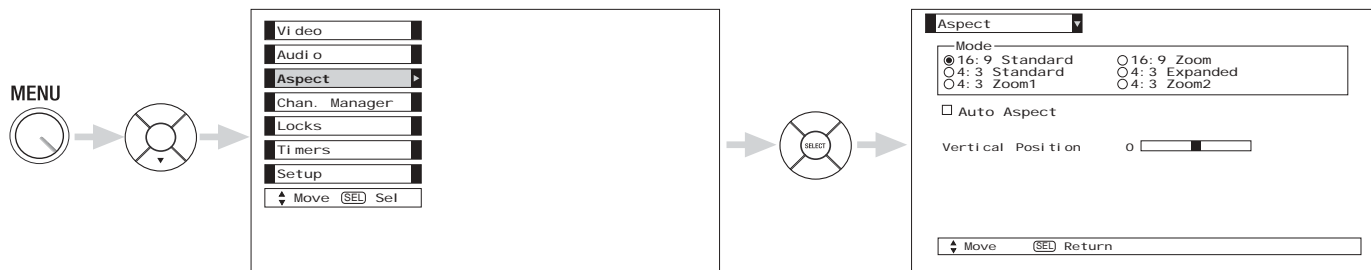 MENU
Video
Audio
Aspect
Chan. Manager
Locks
Timers
Setup
Move SEL Sel
SELECT
Aspect
Mode
16:9 Standard 16:9 Zoom
4:3 Standard 4:3 Expanded
4:3 Zoom1 4:3 Zoom2
Auto Aspect
Vertical Position 0
Move SEL Return